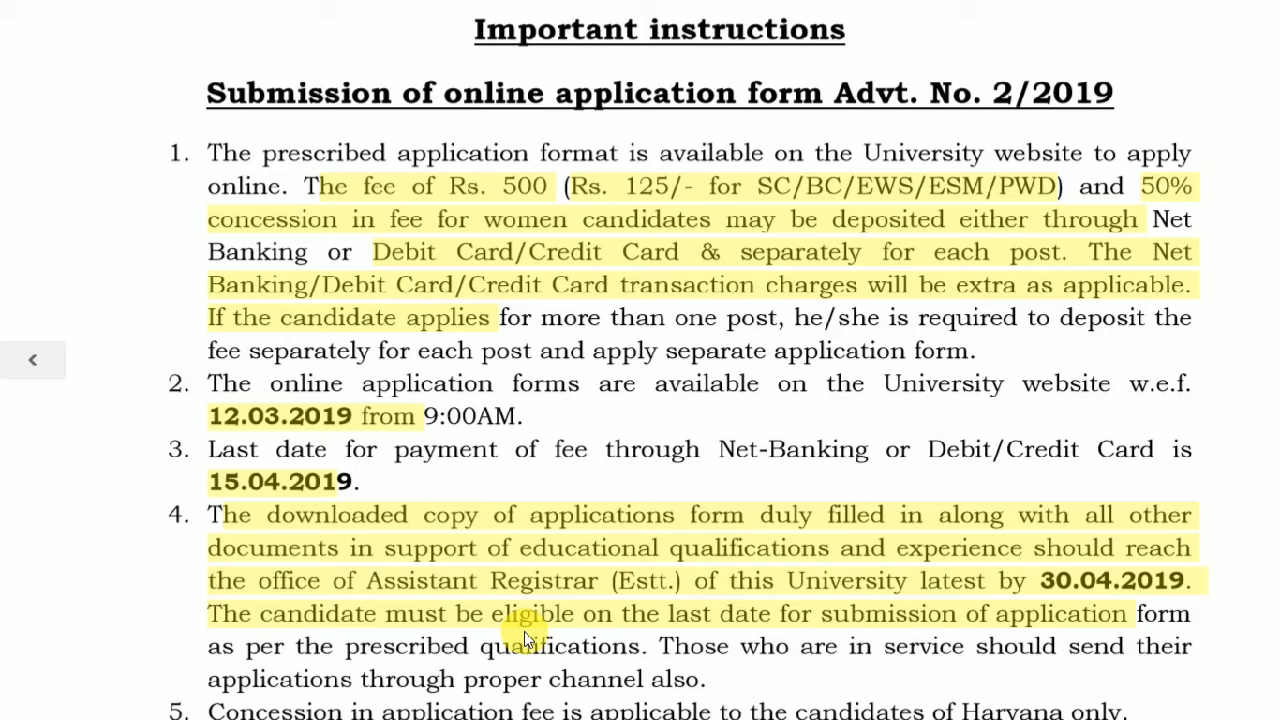 Important instructions
Submission of online application form Advt. No. 2/2019
1. The prescribed application format is available on the University website to apply
online. The fee of Rs. 500 (Rs. 125/- for SC/BC/EWS/ESM/PWD) and 50%
concession in fee for women candidates may be deposited either through Net
Banking or Debit Card/Credit Card & separately for each post. The Net
Banking/Debit Card/Credit Card transaction charges will be extra as applicable.
If the candidate applies for more than one post, he/she is required to deposit the
fee separately for each post and apply separate application form.
2. The online application forms are available on the University website w.e.f.
12.03.2019 from 9:00AM.
3. Last date for payment of fee through Net-Banking or Debit/Credit Card is
15.04.2019.
4. The downloaded copy of applications form duly filled in along with all other
documents in support of educational qualifications and experience should reach
the office of Assistant Registrar (Estt.) of this University latest by 30.04.2019.
The candidate must be eligible on the last date for submission of application form
as per the prescribed qualifications. Those who are in service should send their
applications through proper channel also.
5. Concession in application fee is applicable to the candidates of Haryana only.